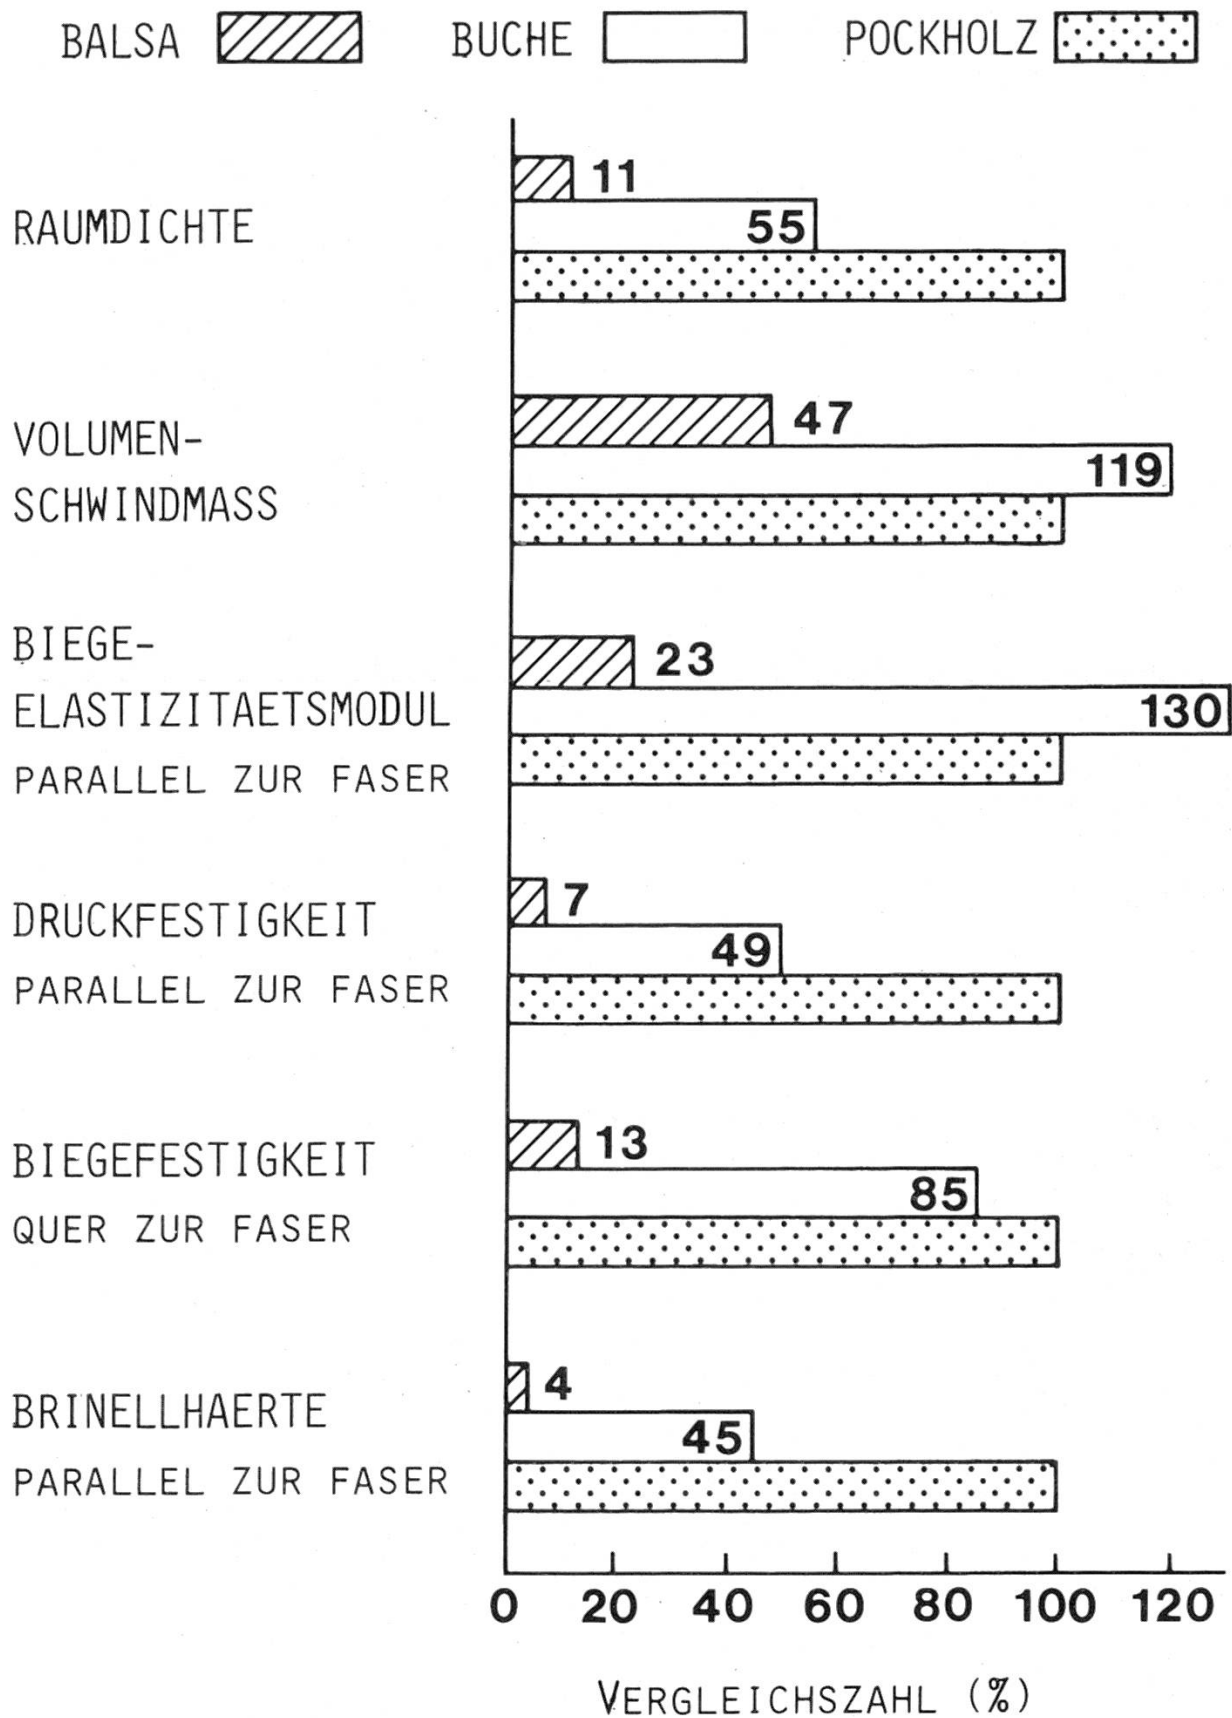 BALSA BUCHE POCKHOLZ
RAUMDICHTE
11
55
VOLUMEN-
SCHWINDMASS
47
119
BIEGE-
ELASTIZITAETSMODUL
PARALLEL ZUR FASER
23
130
DRUCKFESTIGKEIT
PARALLEL ZUR FASER
7
49
BIEGEFESTIGKEIT
QUER ZUR FASER
13
85
BRINELLHAERTE
PARALLEL ZUR FASER
4
45
0 20 40 60 80 100 120
VERGLEICHSZAHL (%)